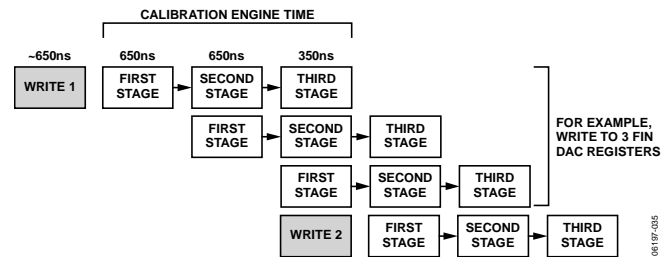 CALIBRATION ENGINE TIME
~650ns
650ns
650ns
350ns
WRITE 1
FIRST
STAGE
SECOND
STAGE
THIRD
STAGE
FIRST
STAGE
SECOND
STAGE
THIRD
STAGE
FOR EXAMPLE,
WRITE TO 3 FIN
DAC REGISTERS
FIRST
STAGE
SECOND
STAGE
THIRD
STAGE
WRITE 2
FIRST
STAGE
SECOND
STAGE
THIRD
STAGE
06197-035